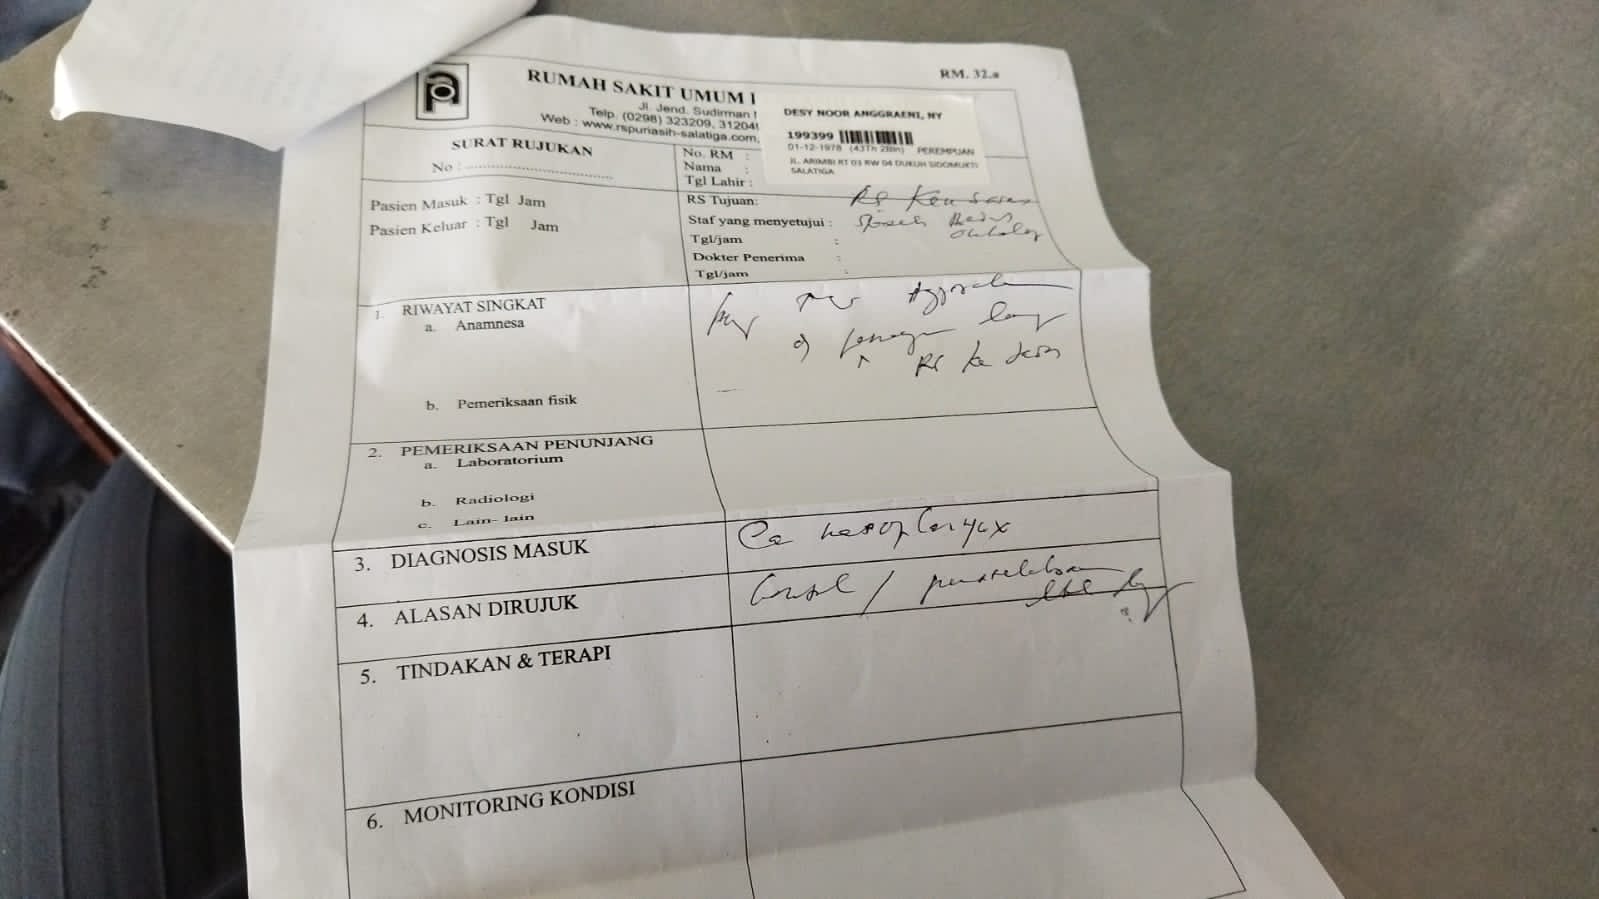 RM. 32.a
RUMAH SAKIT UMUM
Jl. Jend. Sudirman
Telp. (0298) 323209, 31204
Web : www.rspuriasih-salatiga.com,
DESY NOOR ANGGRAENI, NY
199399
01-12-1978 (43Th 2Bln) PEREMPUAN
JL. ARIMBI RT 03 RW 04 DUKUH SIDOMUKTI
SALATIGA
SURAT RUJUKAN
No :
No. RM :
Nama :
Tgl Lahir :
Pasien Masuk : Tgl Jam
Pasien Keluar : Tgl Jam
RS Tujuan: RS
Staf yang menyetujui :
Tgl/jam :
Dokter Penerima :
Tgl/jam :
1. RIWAYAT SINGKAT
a. Anamnesa
RS ke
b. Pemeriksaan fisik
2. PEMERIKSAAN PENUNJANG
a. Laboratorium
b. Radiologi
c. Lain- lain
3. DIAGNOSIS MASUK
Ca nasopharynx
4. ALASAN DIRUJUK
/
5. TINDAKAN & TERAPI
6. MONITORING KONDISI